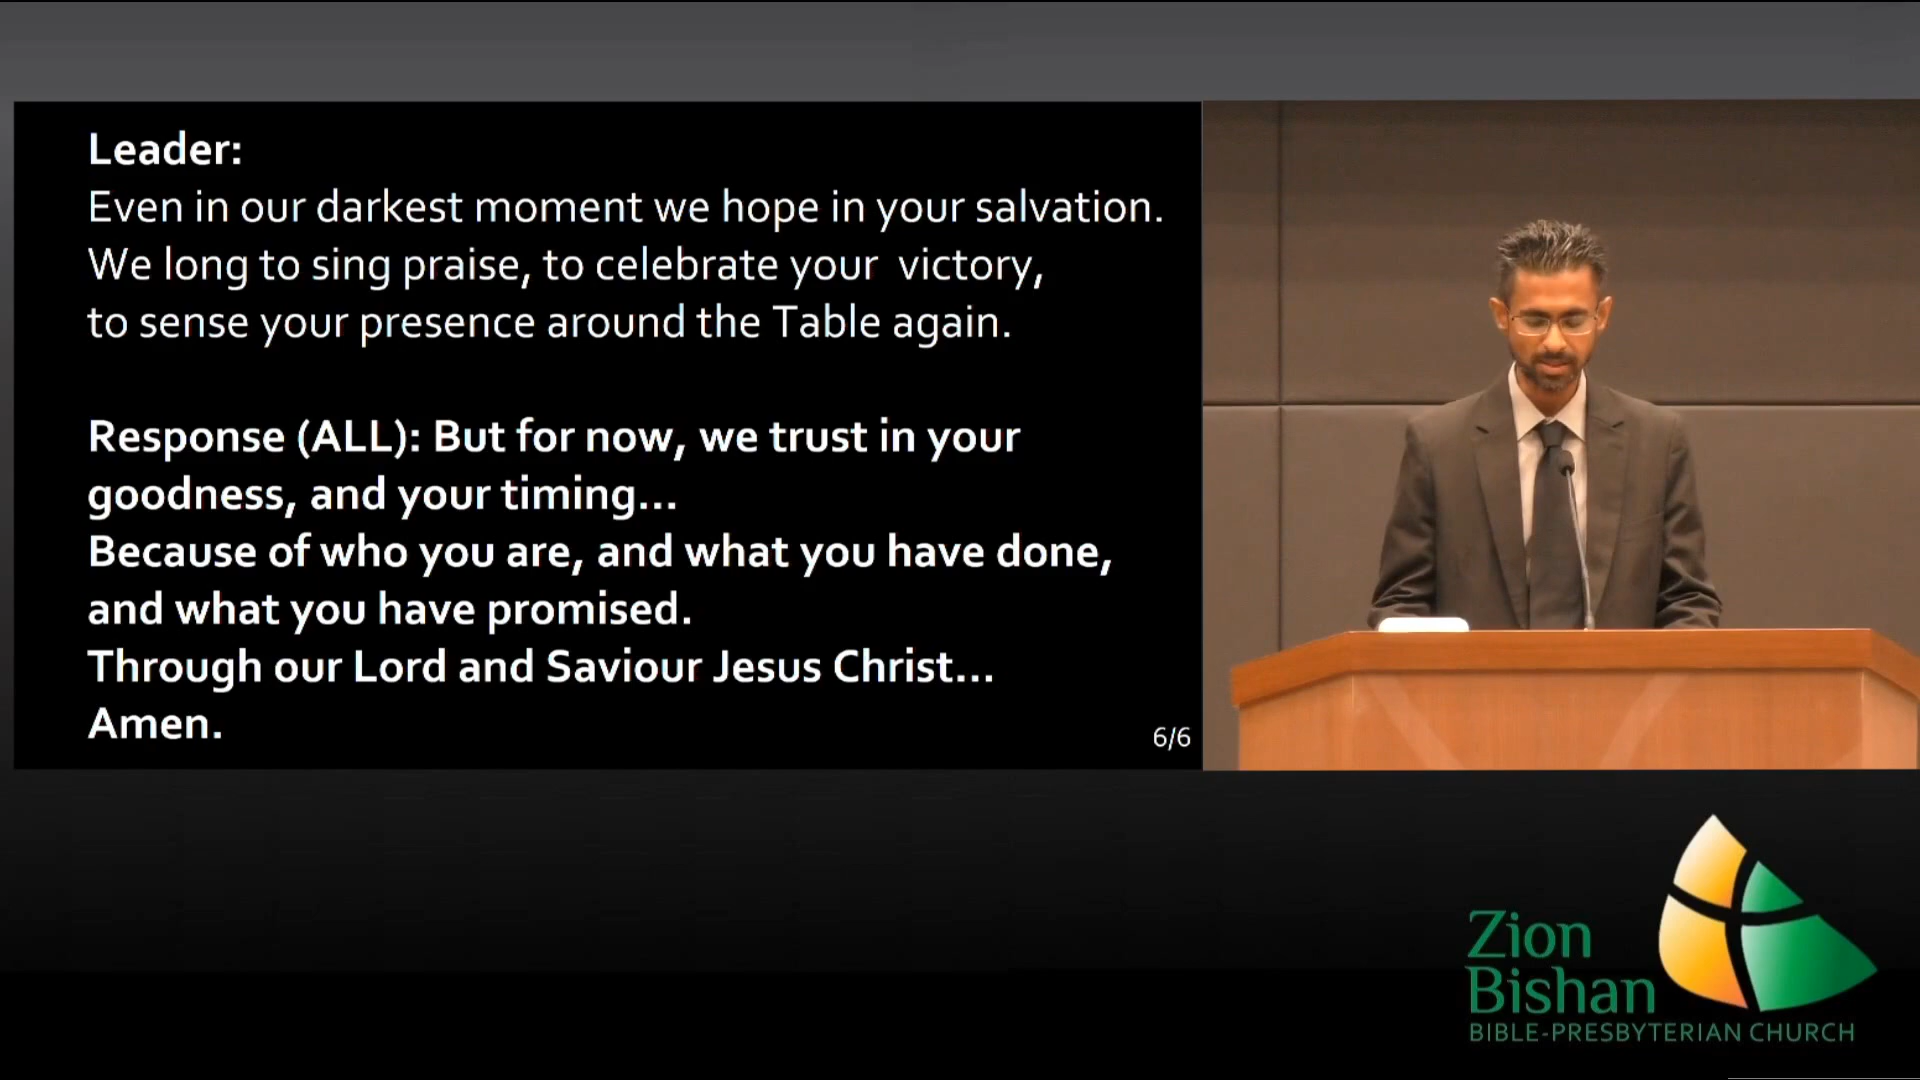 Leader:
Even in our darkest moment we hope in your salvation.
We long to sing praise, to celebrate your  victory,
to sense your presence around the Table again.
Response (ALL): But for now, we trust in your
goodness, and your timing...
Because of who you are, and what you have done,
and what you have promised.
Through our Lord and Saviour Jesus Christ...
Amen.
6/6
Zion
Bishan
BIBLE-PRESBYTERIAN CHURCH